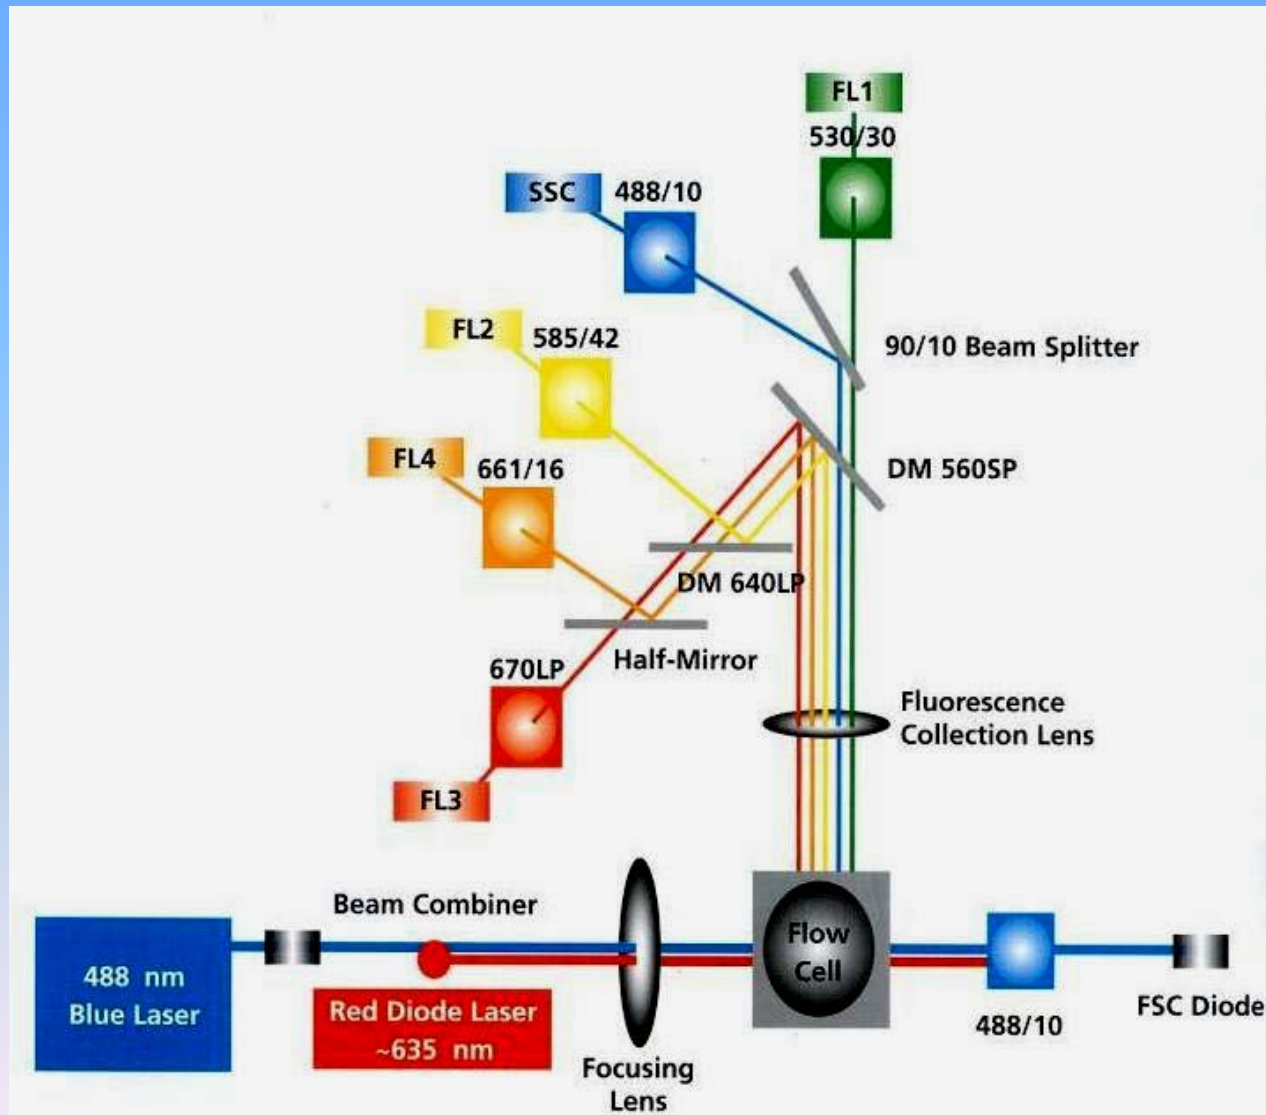 FL1
530/30
SSC
488/10
90/10 Beam Splitter
FL2
585/42
DM 560SP
FL4
661/16
DM 640LP
Half-Mirror
670LP
Fluorescence
Collection Lens
FL3
Beam Combiner
488 nm
Blue Laser
Red Diode Laser
~635 nm
Focusing
Lens
Flow
Cell
488/10
FSC Diode